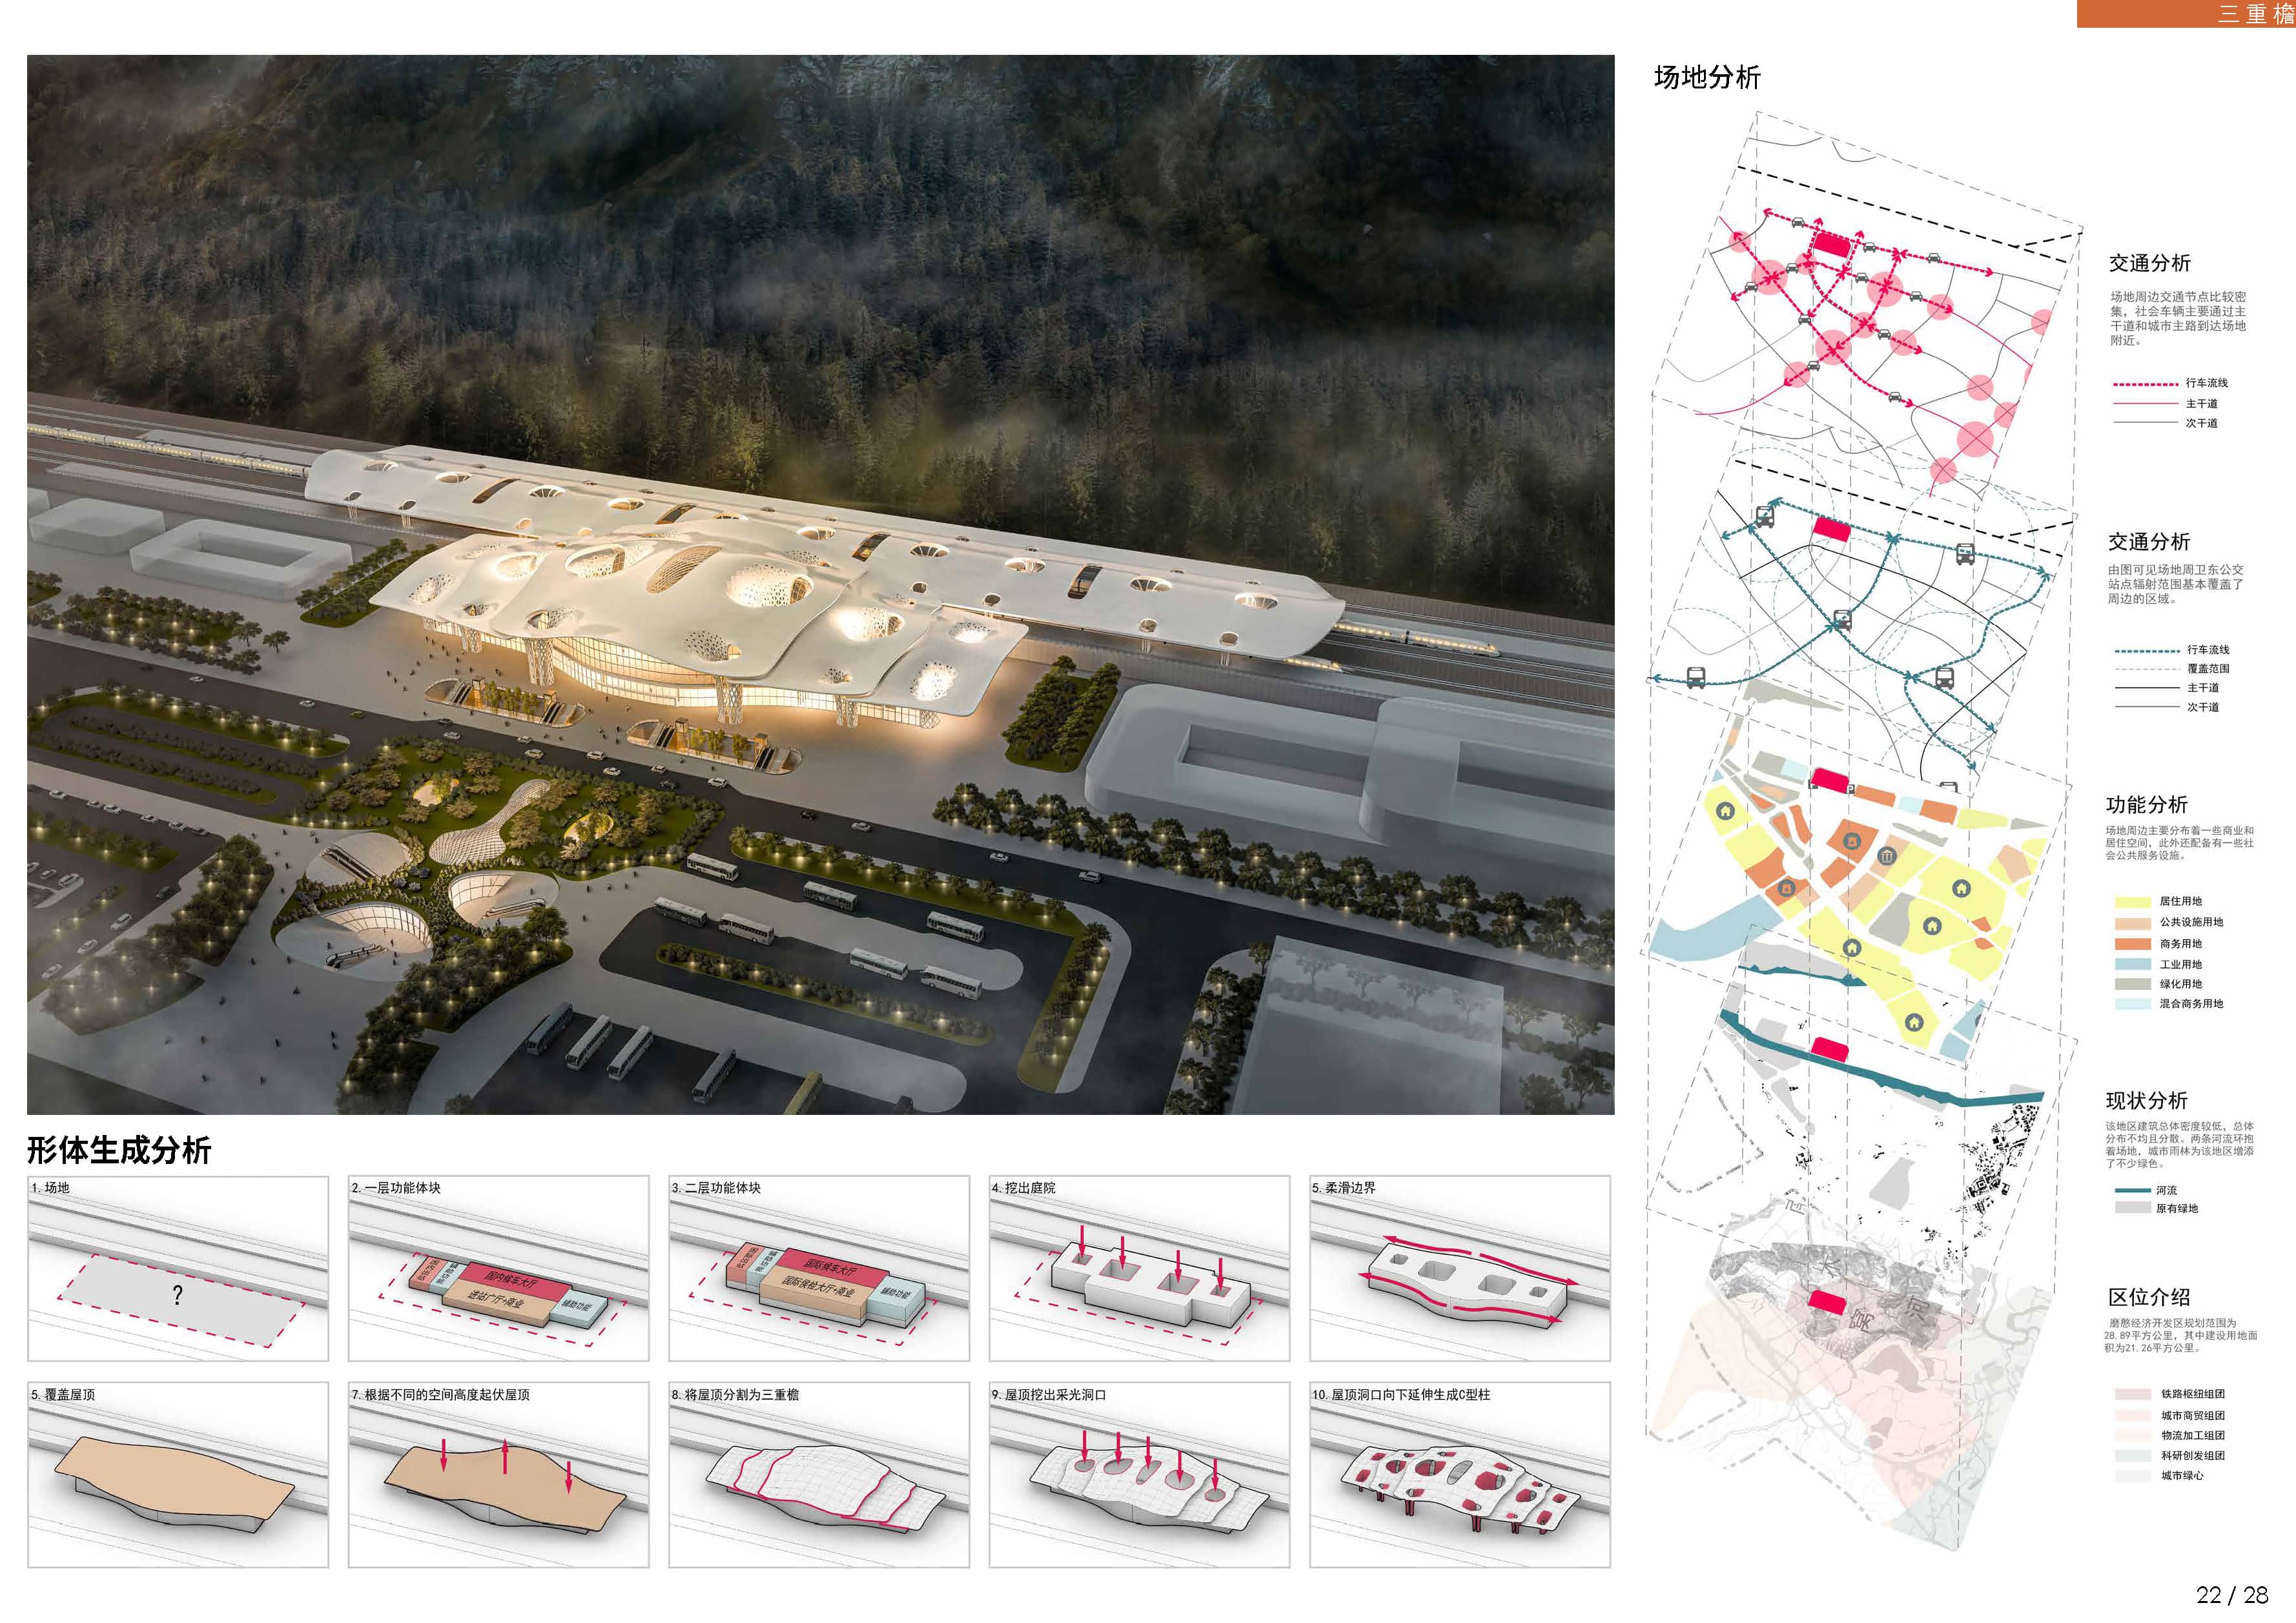 三重檐
场地分析
交通分析
场地周边交通节点比较密
集，社会车辆主要通过主
干道和城市主路到达场地
附近。
行车流线
主干道
次干道
交通分析
由图可见场地周卫东公交
站点辐射范围基本覆盖了
周边的区域。
行车流线
覆盖范围
主干道
次干道
功能分析
场地周边主要分布着一些商业和
居住空间，此外还配备有一些社
会公共服务设施。
居住用地
公共设施用地
商务用地
工业用地
绿化用地
混合商务用地
现状分析
该地区建筑总体密度较低，总体
分布不均且分散。两条河流环抱
着场地，城市雨林为该地区增添
了不少绿色。
河流
原有绿地
区位介绍
磨憨经济开发区规划范围为
28.89平方公里，其中建设用地面
积为21.26平方公里。
铁路枢纽组团
城市商贸组团
物流加工组团
科研创发组团
城市绿心
形体生成分析
1. 场地
?
2. 一层功能体块
国内候车大厅
进站广厅+商业
辅助功能
辅助功能
3. 二层功能体块
国际候车大厅
国际候检大厅+商业
辅助功能
辅助功能
4. 挖出庭院
5. 柔滑边界
5. 覆盖屋顶
7. 根据不同的空间高度起伏屋顶
8. 将屋顶分割为三重檐
9. 屋顶挖出采光洞口
10. 屋顶洞口向下延伸生成C型柱
22 / 28